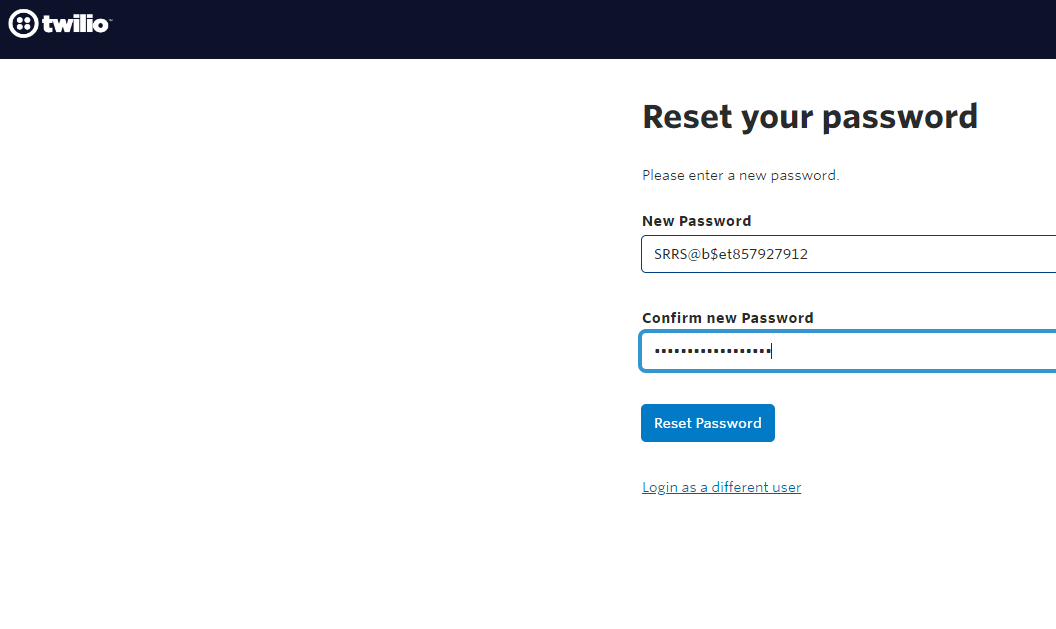 twilio
Reset your password
Please enter a new password.
New Password
SRRS@b$et857927912
Confirm new Password
••••••••••••••••••
Reset Password
Login as a different user